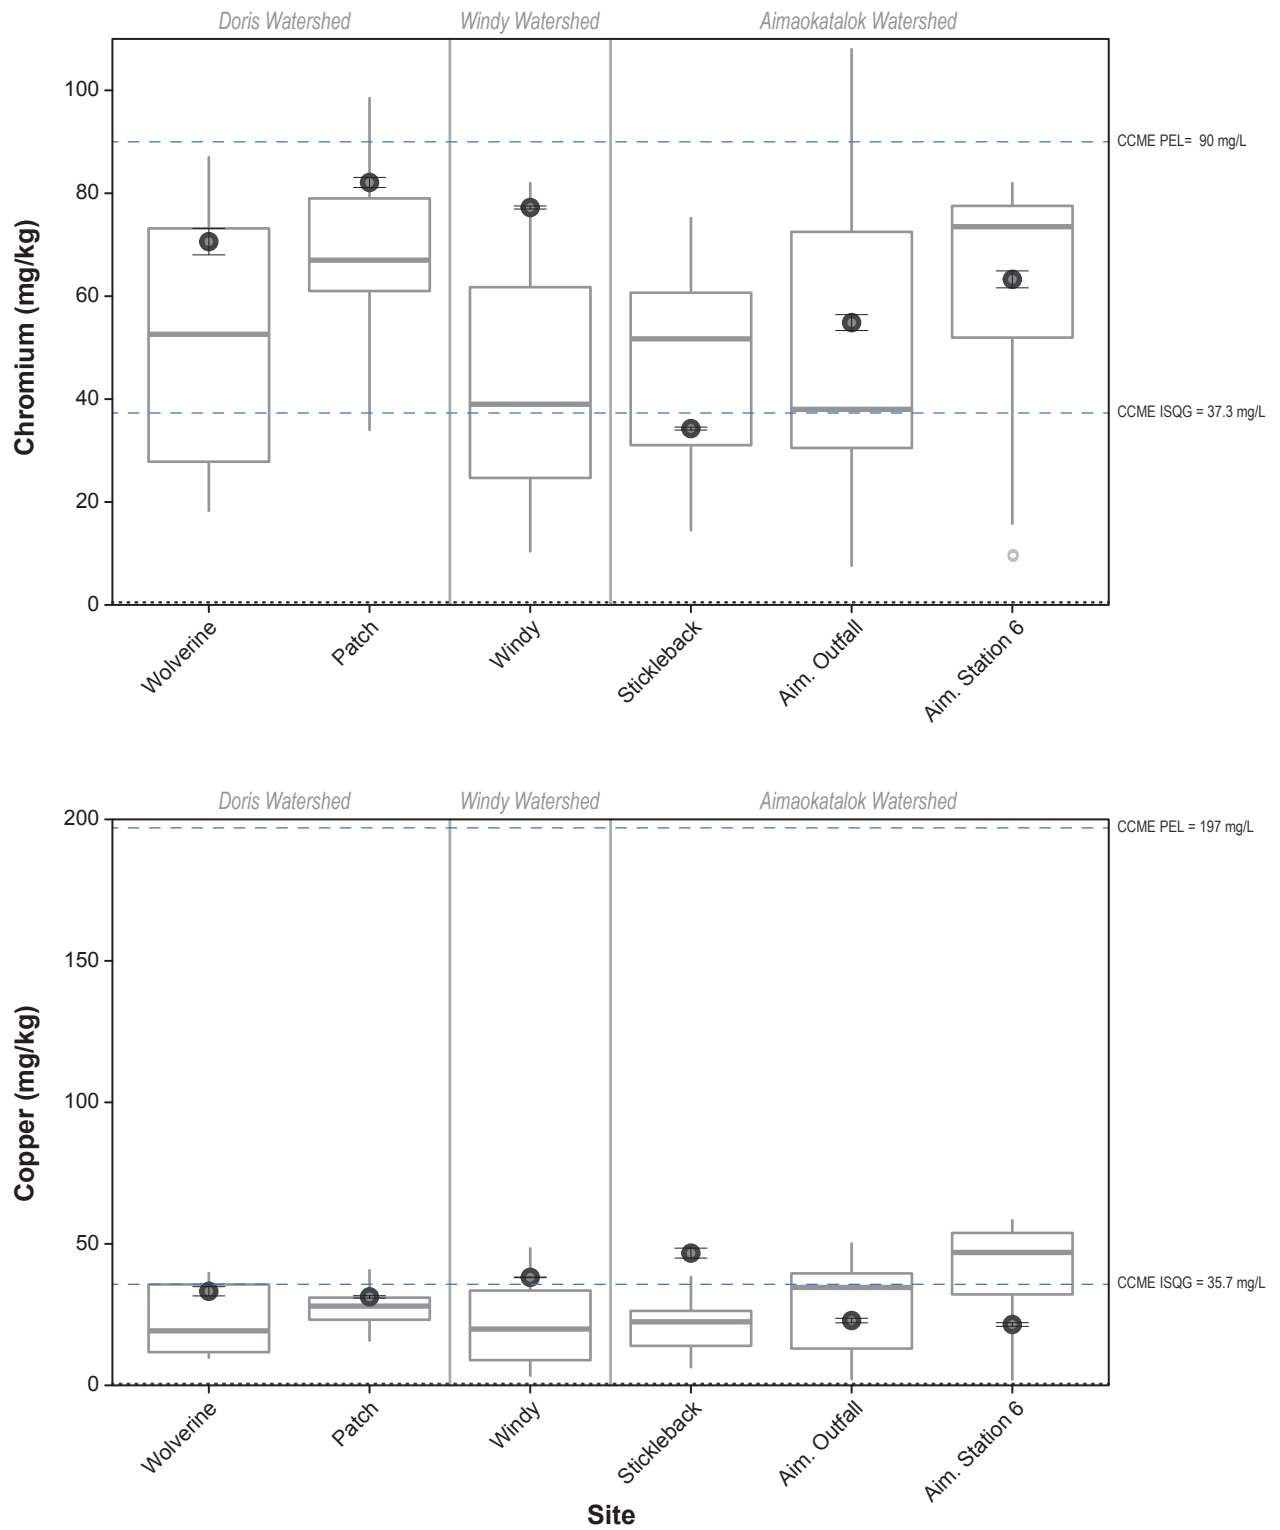 Doris Watershed Windy Watershed Aimaokatalok Watershed
100
80
60
40
20
0
Chromium (mg/kg)
CCME PEL= 90 mg/L
CCME ISQG = 37.3 mg/L
Wolverine Patch Windy Stickleback Aim. Outfall Aim. Station 6
Doris Watershed Windy Watershed Aimaokatalok Watershed
200
150
100
50
0
Copper (mg/kg)
CCME PEL = 197 mg/L
CCME ISQG = 35.7 mg/L
Wolverine Patch Windy Stickleback Aim. Outfall Aim. Station 6
Site